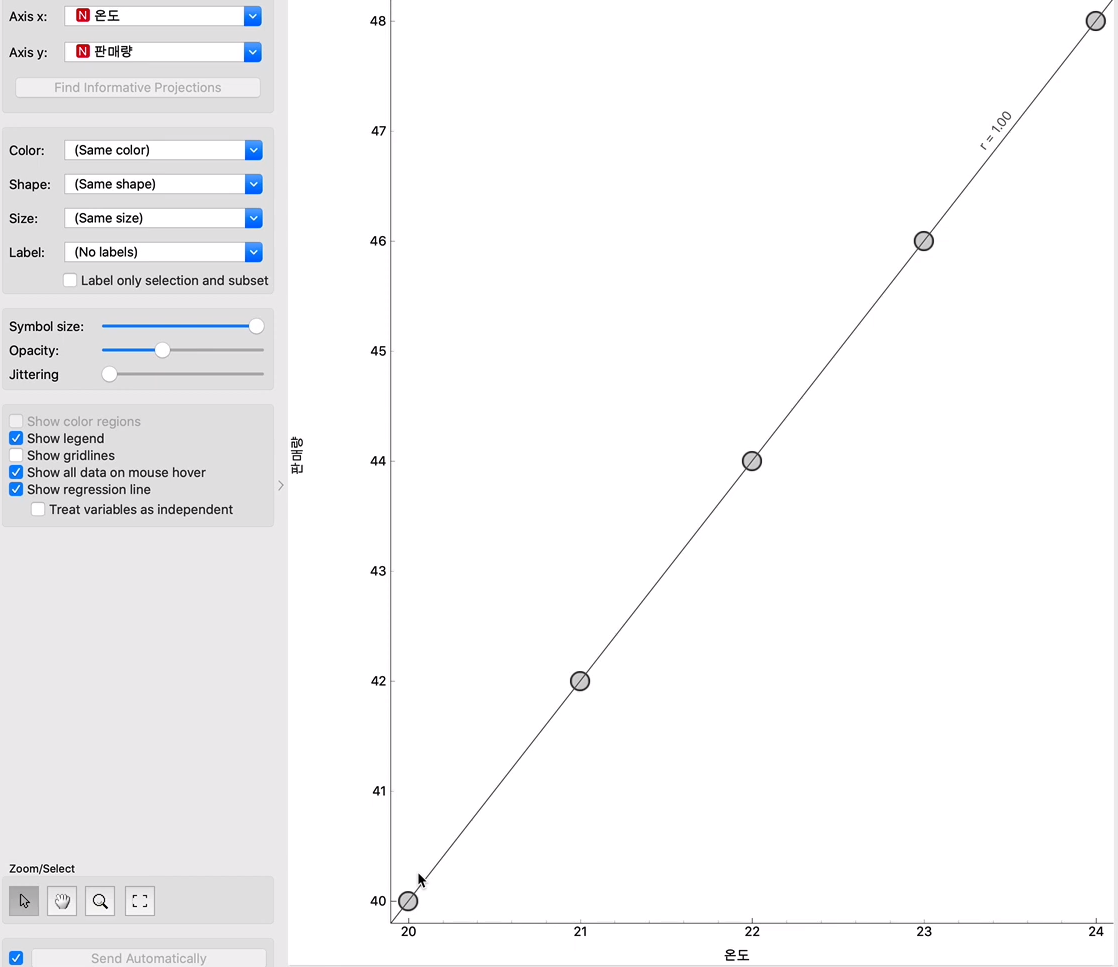 Axis x: N 온도
Axis y: N 판매량
Find Informative Projections
Color: (Same color)
Shape: (Same shape)
Size: (Same size)
Label: (No labels)
Label only selection and subset
Symbol size:
Opacity:
Jittering
Show color regions
Show legend
Show gridlines
Show all data on mouse hover
Show regression line
Treat variables as independent
Zoom/Select
Send Automatically
판매량
48
47
46
45
44
43
42
41
40
r = 1.00
20 21 22 23 24
온도